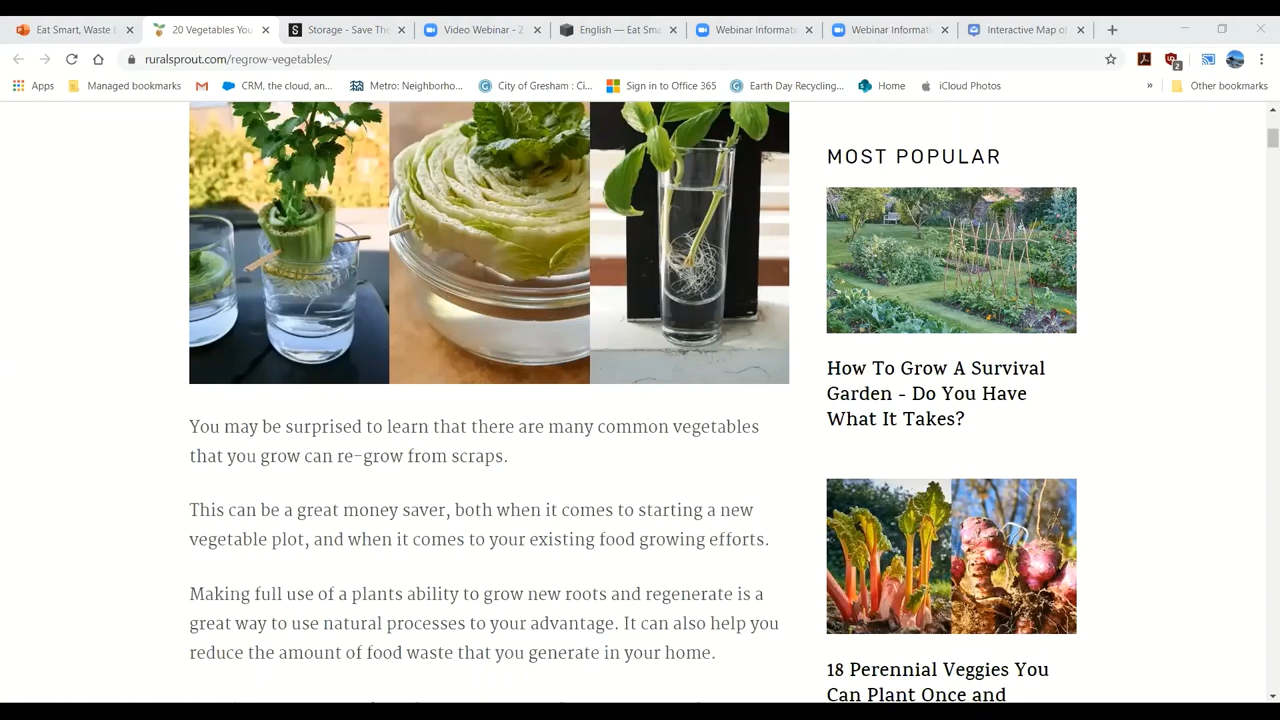 Eat Smart, Waste
20 Vegetables You
Storage - Save The
Video Webinar - Z
English — Eat Sma
Webinar Informati
Webinar Informati
Interactive Map o
ruralsprout.com/regrow-vegetables/
2
Apps
Managed bookmarks
CRM, the cloud, an...
Metro: Neighborho...
City of Gresham : Ci...
Sign in to Office 365
Earth Day Recycling...
Home
iCloud Photos
»
Other bookmarks
You may be surprised to learn that there are many common vegetables
that you grow can re-grow from scraps.
This can be a great money saver, both when it comes to starting a new
vegetable plot, and when it comes to your existing food growing efforts.
Making full use of a plants ability to grow new roots and regenerate is a
great way to use natural processes to your advantage. It can also help you
reduce the amount of food waste that you generate in your home.
MOST POPULAR
How To Grow A Survival
Garden - Do You Have
What It Takes?
18 Perennial Veggies You
Can Plant Once and